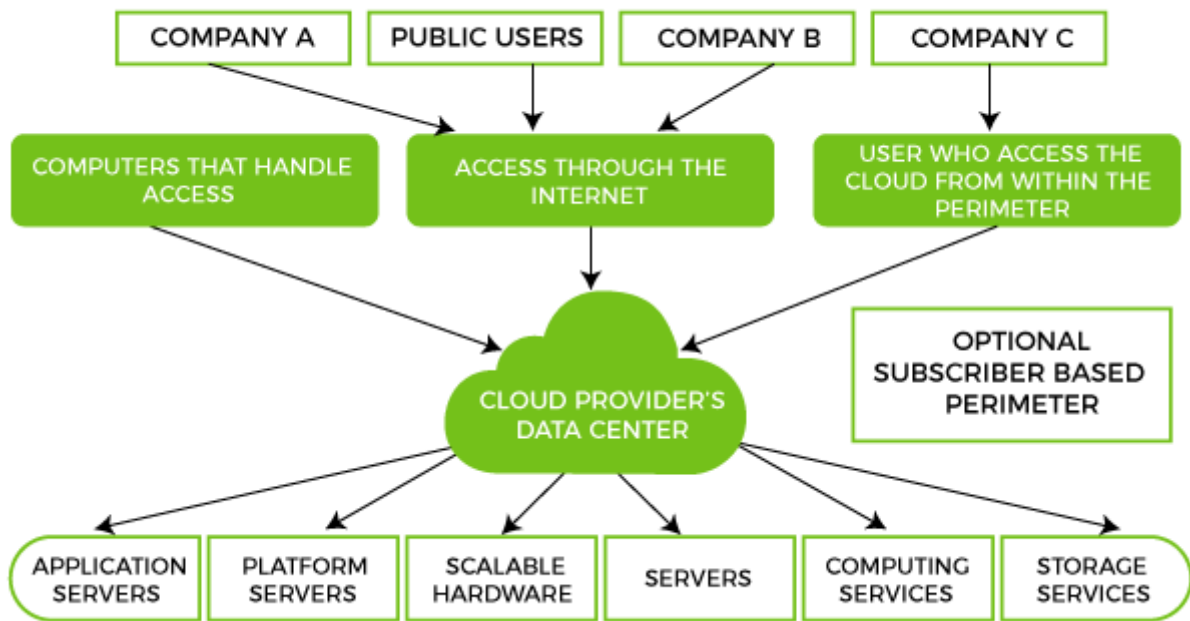 COMPANY A
PUBLIC USERS
COMPANY B
COMPANY C
COMPUTERS THAT HANDLE
ACCESS
ACCESS THROUGH THE
INTERNET
USER WHO ACCESS THE
CLOUD FROM WITHIN THE
PERIMETER
OPTIONAL
SUBSCRIBER BASED
PERIMETER
CLOUD PROVIDER'S
DATA CENTER
APPLICATION
SERVERS
PLATFORM
SERVERS
SCALABLE
HARDWARE
SERVERS
COMPUTING
SERVICES
STORAGE
SERVICES